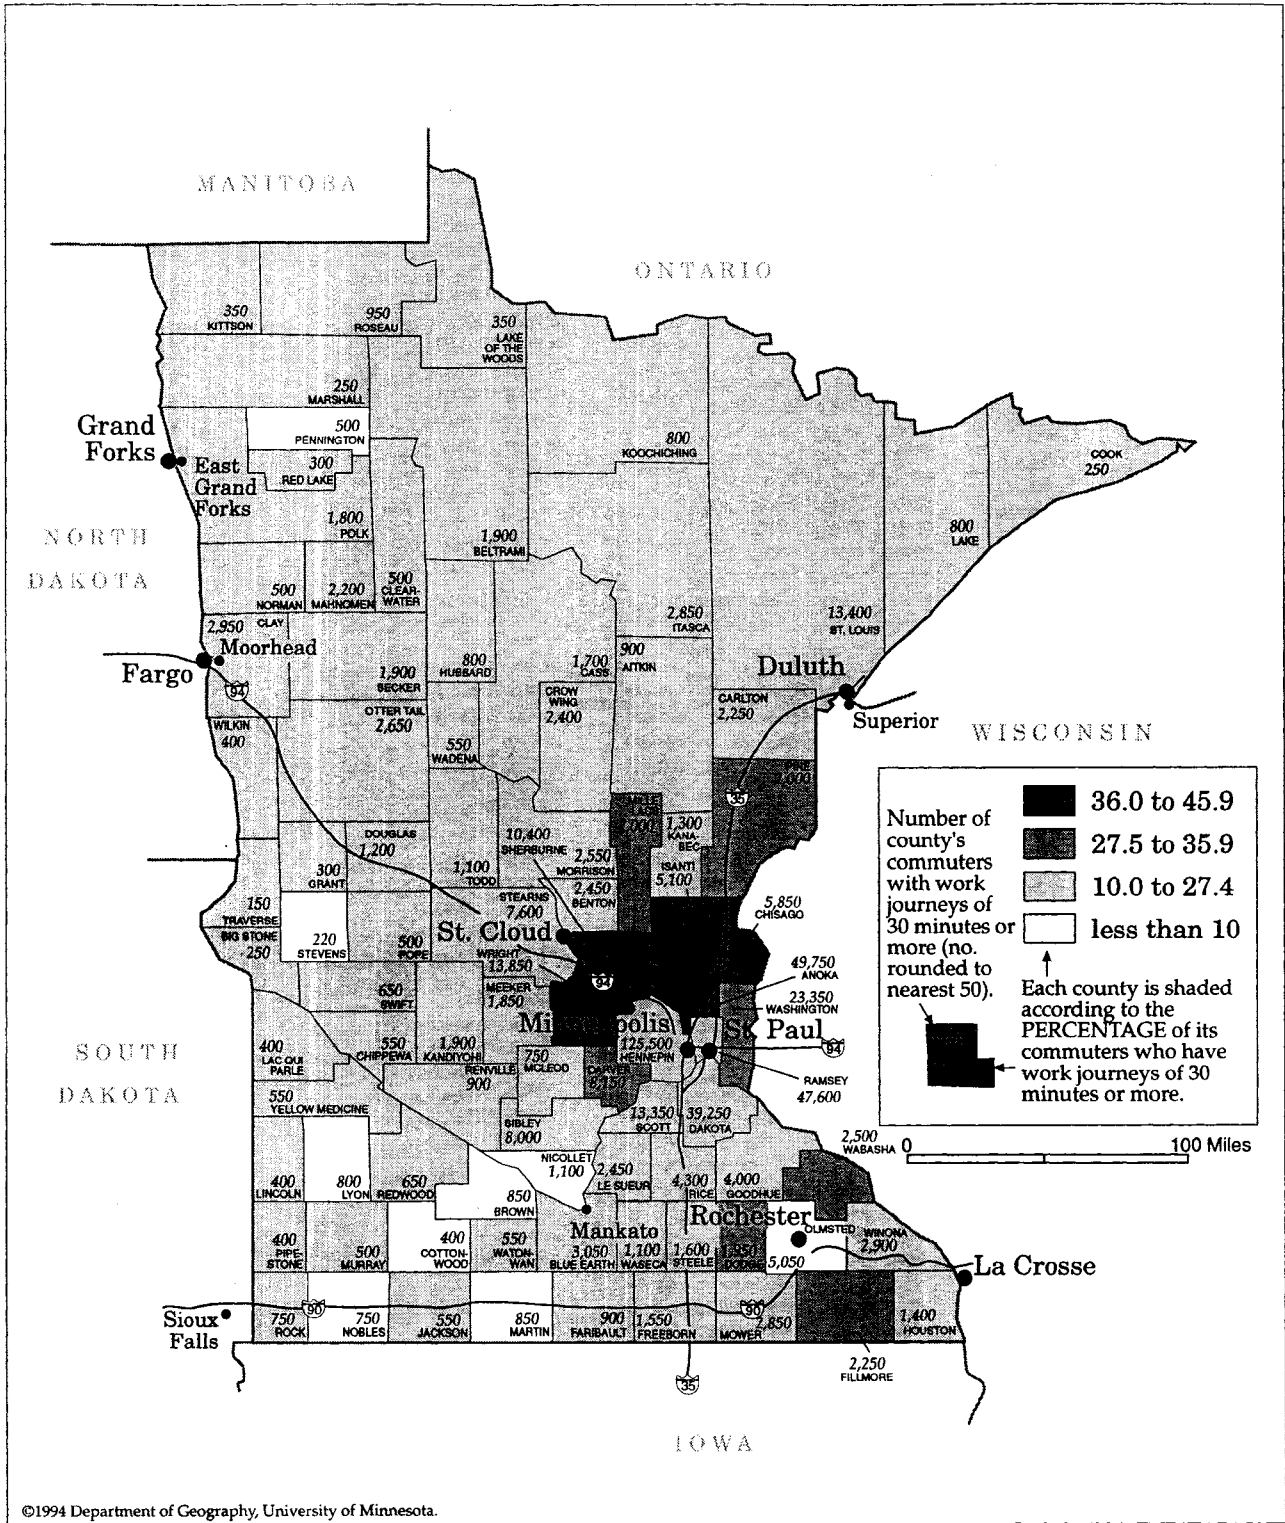 MANITOBA
ONTARIO
350
KITTSON
950
ROSEAU
350
LAKE
OF THE
WOODS
250
MARSHALL
Grand
Forks
500
PENNINGTON
300
RED LAKE
East
Grand
Forks
800
KOOCHICHING
COOK
250
1,800
POLK
1,900
BELTRAMI
800
LAKE
NORTH
DAKOTA
500
NORMAN
2,200
MAHNOMEN
500
CLEAR-
WATER
2,850
ITASCA
13,400
ST. LOUIS
2,950
CLAY
Moorhead
Fargo
94
1,900
BECKER
800
HUBBARD
1,700
CASS
900
AITKIN
Duluth
CARLTON
2,250
Superior
WISCONSIN
OTTER TAIL
2,650
CROW
WING
2,400
WILKIN
400
550
WADENA
PINE
2,000
35
MILLE
LACS
1,300
KANA-
BEC
DOUGLAS
1,200
10,400
SHERBURNE
300
GRANT
1,100
TODD
2,550
MORRISON
ISANTI
5,100
2,450
BENTON
STEARNS
7,600
5,850
CHISAGO
150
TRAVERSE
BIG STONE
250
220
STEVENS
500
POPE
St. Cloud
WRIGHT
13,850
94
49,750
ANOKA
650
SWIFT
MEEKER
1,850
23,350
WASHINGTON
Minneapolis
St. Paul
125,500
HENNEPIN
94
400
LAC QUI
PARLE
550
CHIPPEWA
1,900
KANDIYOHI
750
MCLEOD
CARVER
8,150
RAMSEY
47,600
RENVILLE
900
SOUTH
DAKOTA
550
YELLOW MEDICINE
SIBLEY
8,000
13,350
SCOTT
39,250
DAKOTA
2,500
WABASHA
NICOLLET
1,100
2,450
LE SUEUR
4,300
RICE
4,000
GOODHUE
400
LINCOLN
800
LYON
650
REDWOOD
850
BROWN
Mankato
Rochester
OLMSTED
5,050
WINONA
2,900
400
PIPE-
STONE
500
MURRAY
400
COTTON-
WOOD
550
WATON-
WAN
3,050
BLUE EARTH
1,100
WASECA
1,600
STEELE
DODGE
La Crosse
Sioux
Falls
90
750
ROCK
750
NOBLES
550
JACKSON
850
MARTIN
900
FARIBAULT
1,550
FREEBORN
90
2,850
MOWER
1,400
HOUSTON
2,250
FILLMORE
35
IOWA
Number of
county's
commuters
with work
journeys of
30 minutes or
more (no.
rounded to
nearest 50).
36.0 to 45.9
27.5 to 35.9
10.0 to 27.4
less than 10
Each county is shaded
according to the
PERCENTAGE of its
commuters who have
work journeys of 30
minutes or more.
0 100 Miles
©1994 Department of Geography, University of Minnesota.